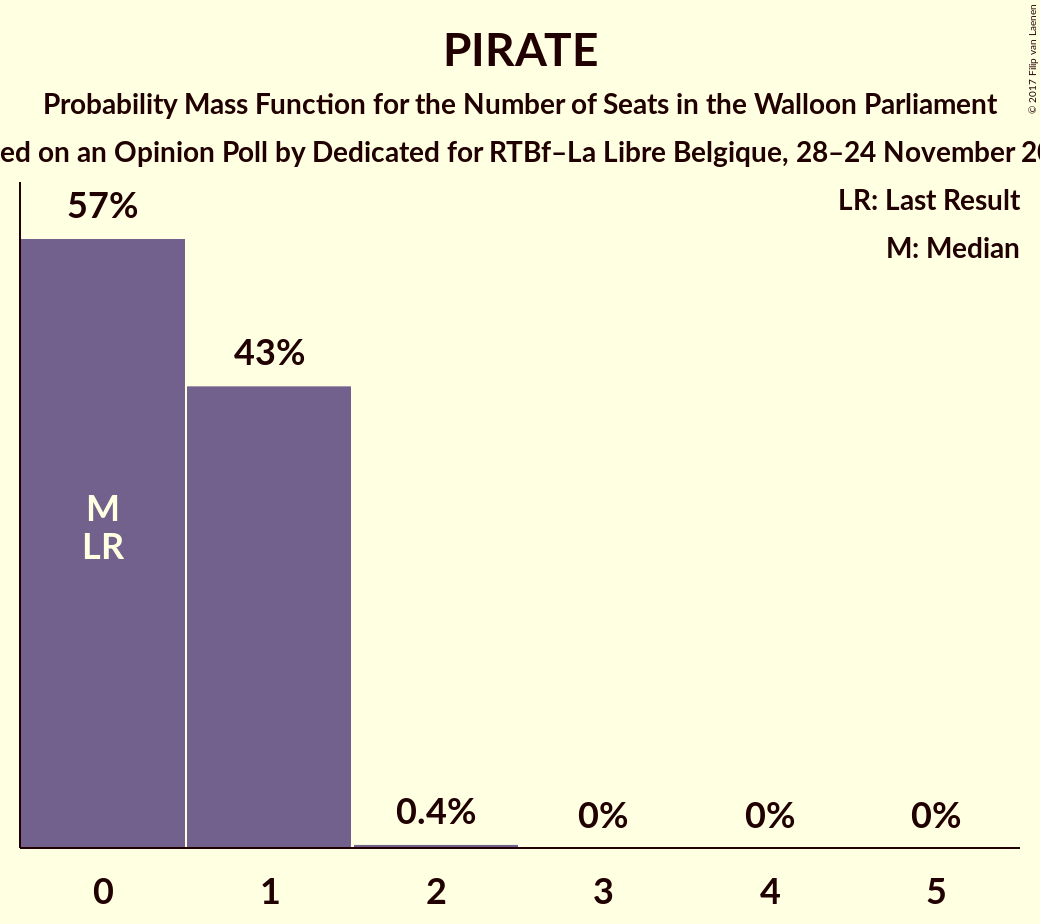 PIRATE
Probability Mass Function for the Number of Seats in the Walloon Parliament
ed on an Opinion Poll by Dedicated for RTBf–La Libre Belgique, 28–24 November 20
LR: Last Result
M: Median
57%
43%
M
LR
0.4%
0%
0%
0%
0
1
2
3
4
5
© 2017 Filip van Laenen